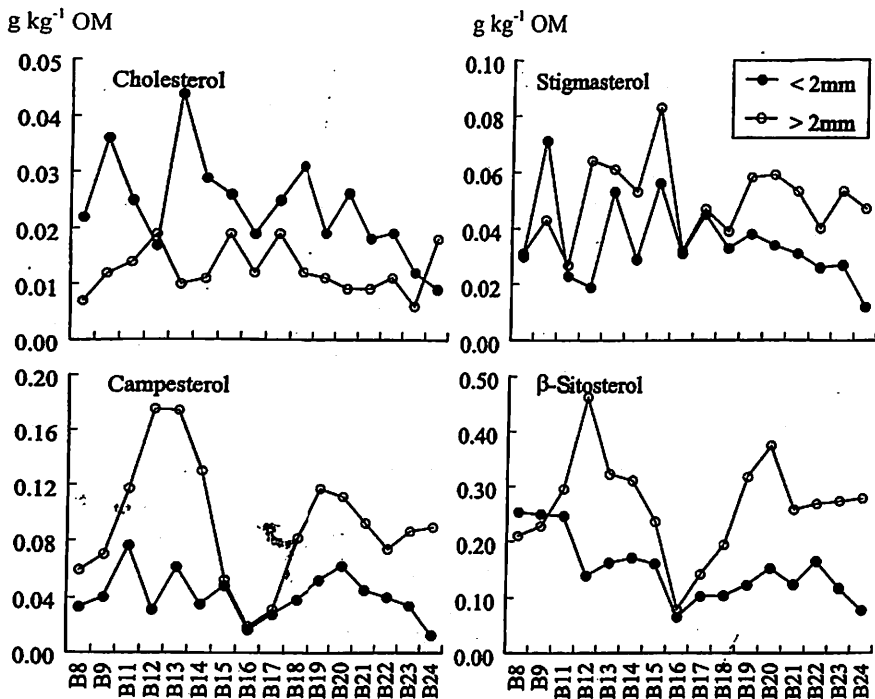 g kg⁻¹ OM
g kg⁻¹ OM
0.05
Cholesterol
0.04
0.03
0.02
0.01
0.00
0.10
Stigmasterol
0.08
0.06
0.04
0.02
0.00
< 2mm
> 2mm
0.20
Campesterol
0.16
0.12
0.08
0.04
0.00
B8
B9
B11
B12
B13
B14
B15
B16
B17
B18
B19
B20
B21
B22
B23
B24
0.50
β-Sitosterol
0.40
0.30
0.20
0.10
0.00
B8
B9
B11
B12
B13
B14
B15
B16
B17
B18
B19
B20
B21
B22
B23
B24